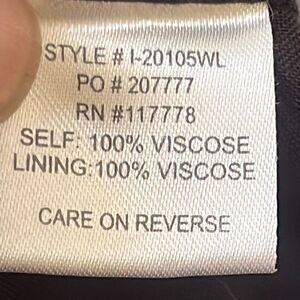 STYLE # I-20105WL
PO # 207777
RN #117778
SELF: 100% VISCOSE
LINING:100% VISCOSE
CARE ON REVERSE